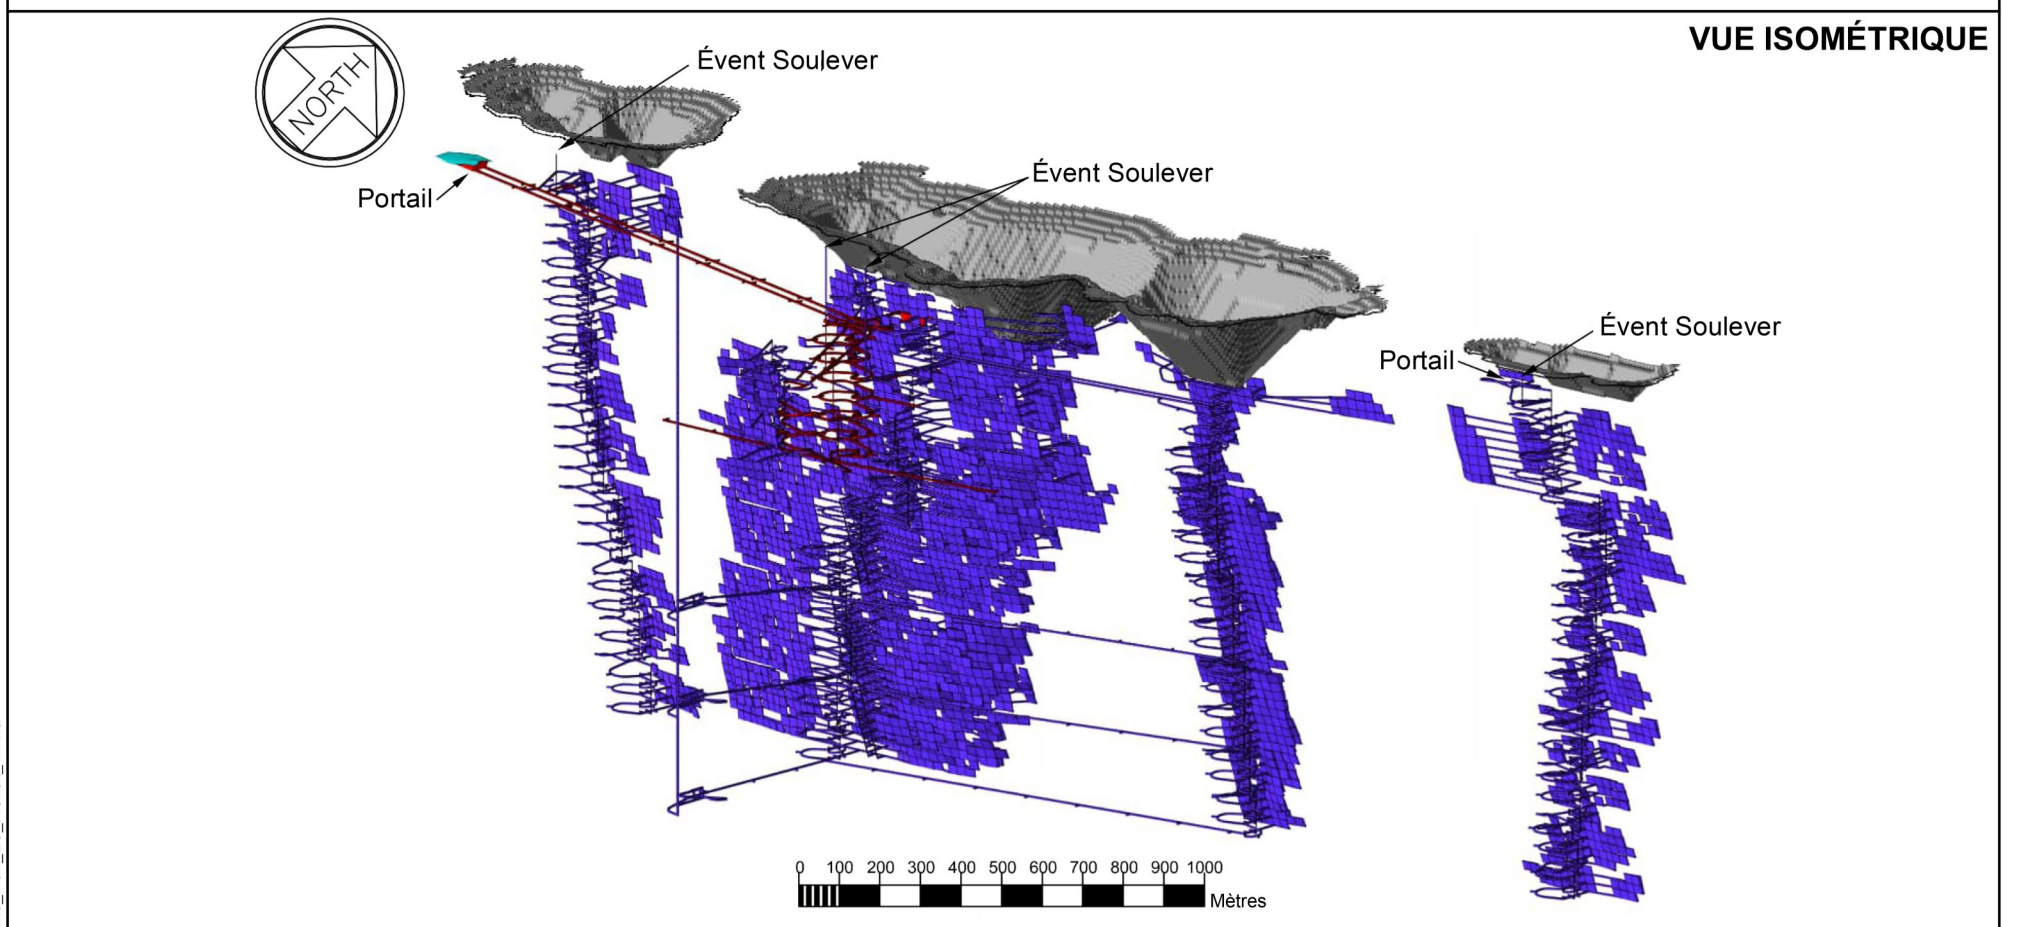 VUE ISOMÉTRIQUE
NORTH
Évent Soulever
Portail
Évent Soulever
Évent Soulever
Portail
0 100 200 300 400 500 600 700 800 900 1000
Mètres